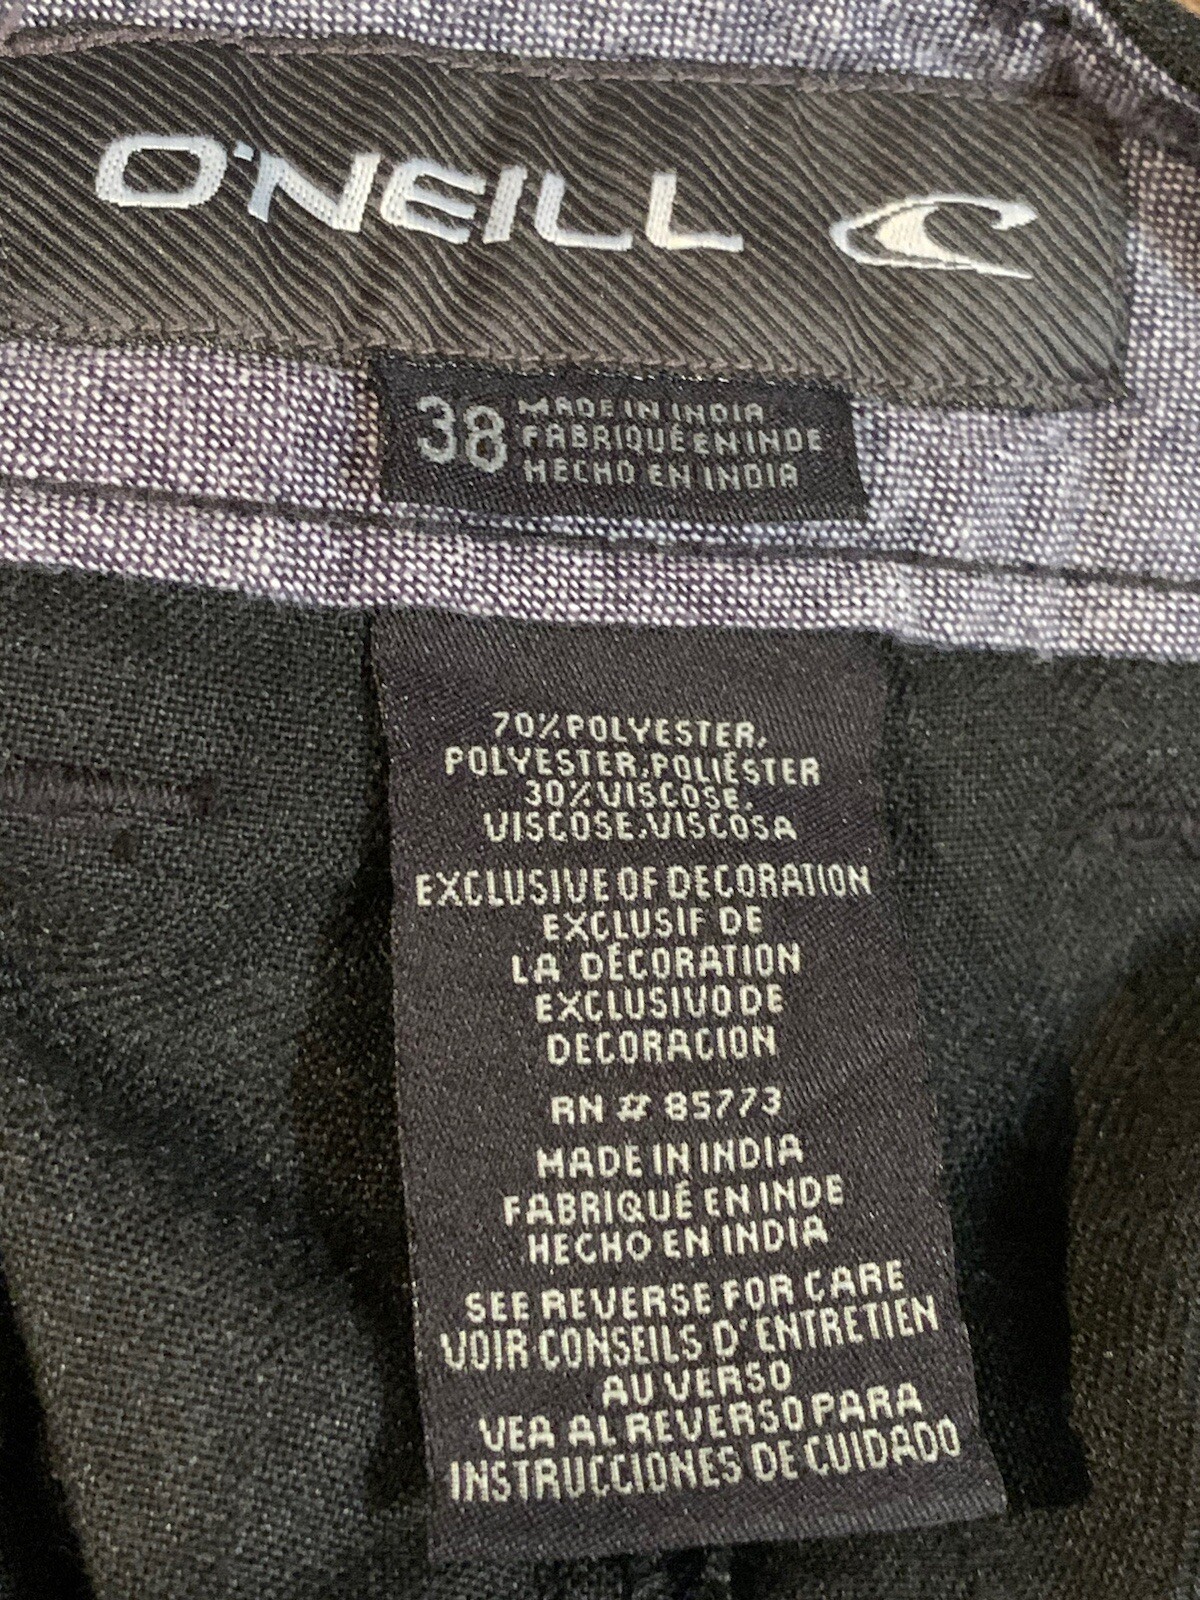 O'NEILL
38
MADE IN INDIA
FABRIQUÉ EN INDE
HECHO EN INDIA
70% POLYESTER,
POLYESTER,POLIÉSTER
30% VISCOSE,
VISCOSE,VISCOSA
EXCLUSIVE OF DECORATION
EXCLUSIF DE
LA DÉCORATION
EXCLUSIVO DE
DECORACION
RN # 85773
MADE IN INDIA
FABRIQUÉ EN INDE
HECHO EN INDIA
SEE REVERSE FOR CARE
VOIR CONSEILS D'ENTRETIEN
AU VERSO
VEA AL REVERSO PARA
INSTRUCCIONES DE CUIDADO